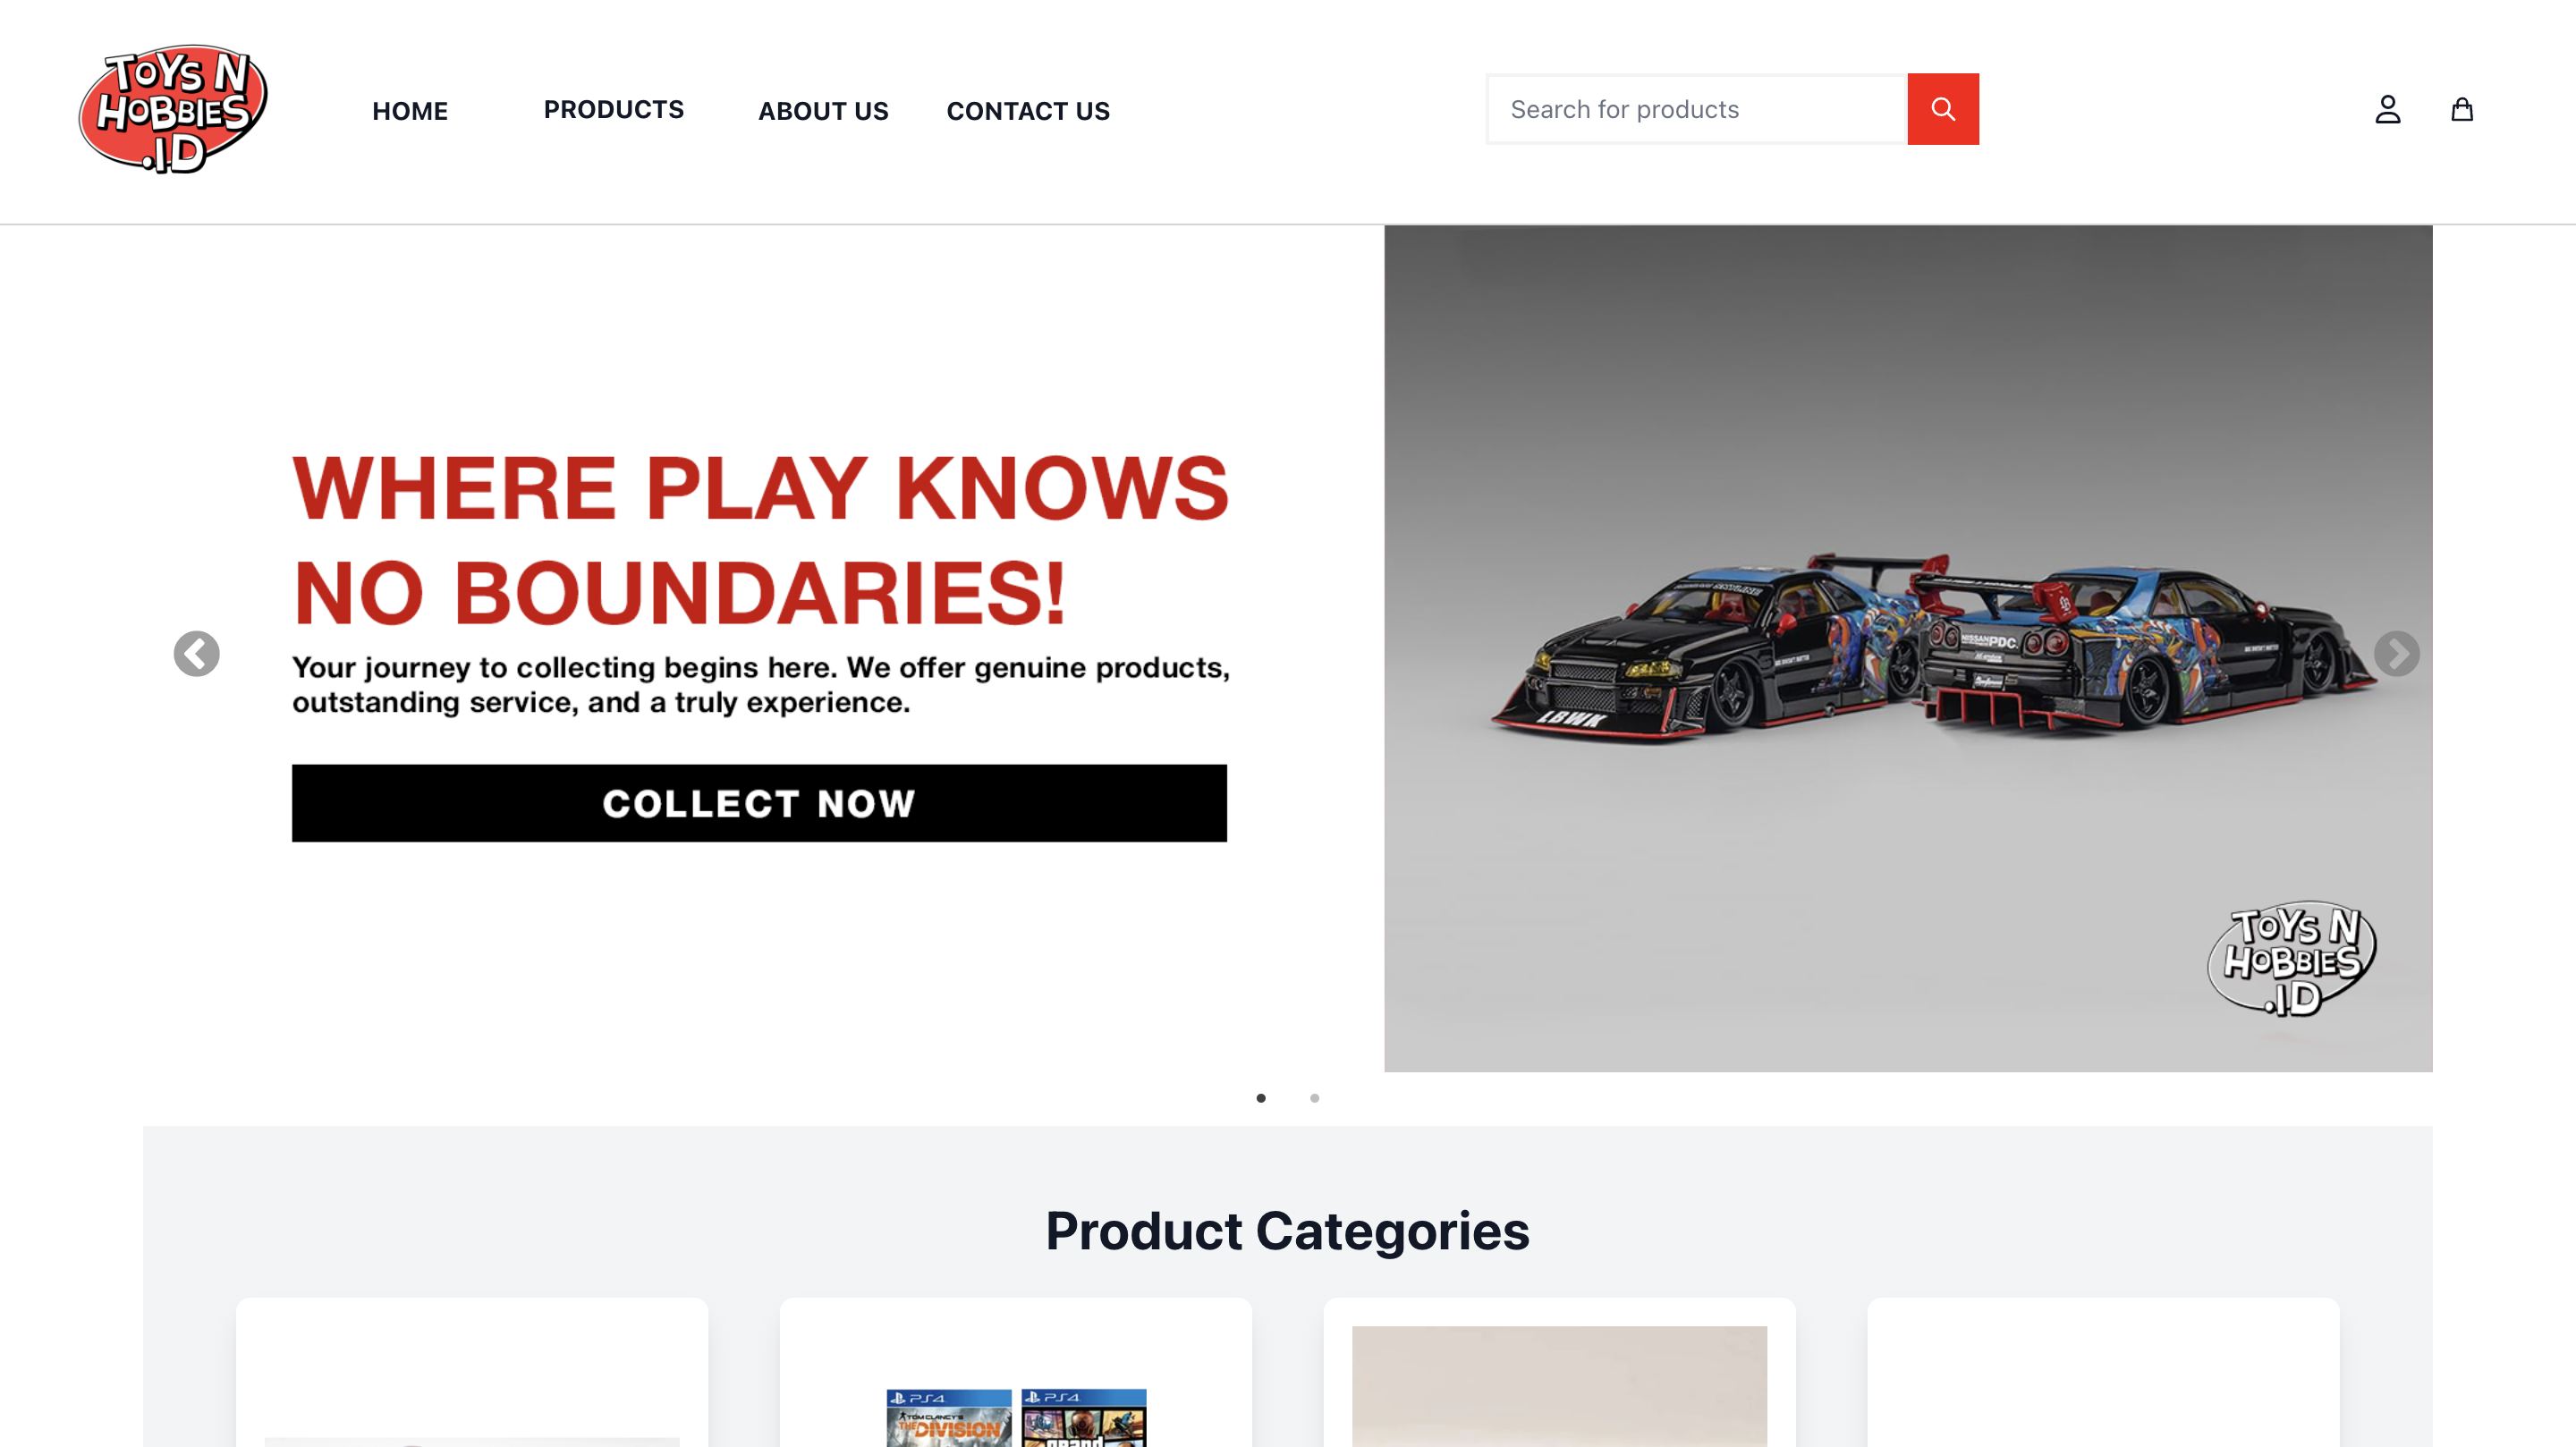 TOYS N
HOBBIES
.ID
HOME PRODUCTS ABOUT US CONTACT US
Search for products
WHERE PLAY KNOWS
NO BOUNDARIES!
Your journey to collecting begins here. We offer genuine products,
outstanding service, and a truly experience.
COLLECT NOW
LBWK
NISSAN PDC
TOYS N
HOBBIES
.ID
Product Categories
PS4
TOM CLANCY'S
THE DIVISION
PS4
grand